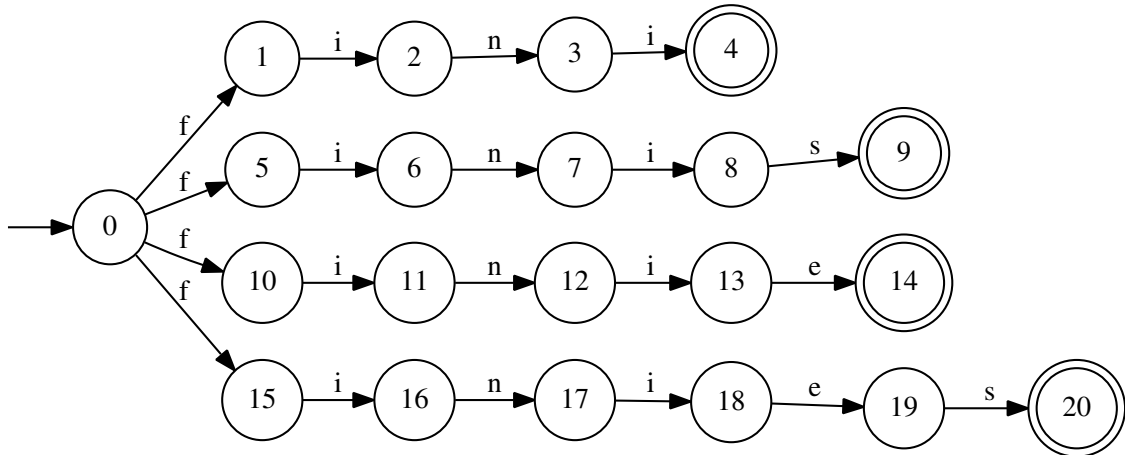 f i n i
0 1 2 3 4
f i n i s
5 6 7 8 9
f i n i e
10 11 12 13 14
f i n i e s
15 16 17 18 19 20